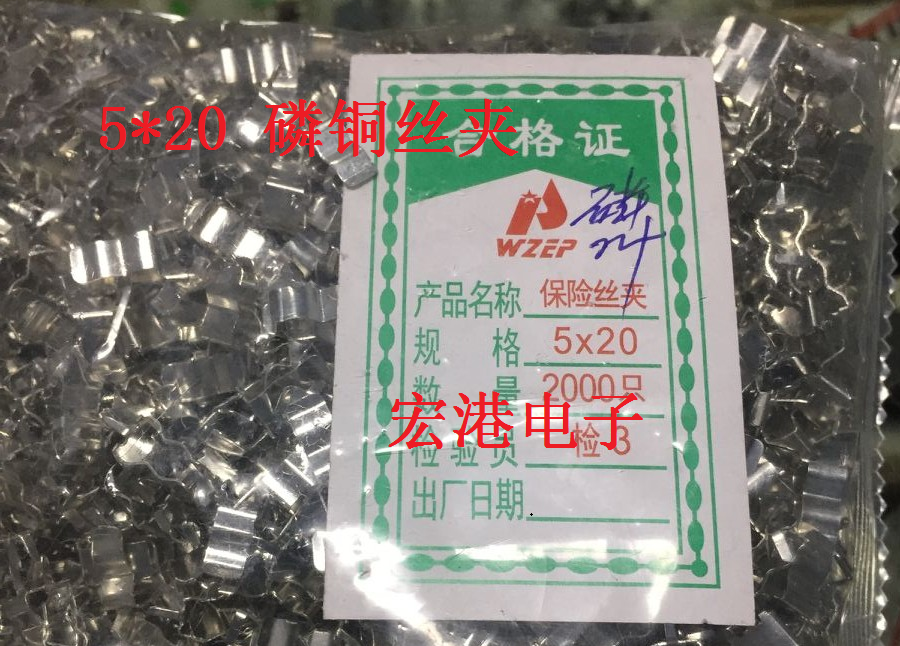 5*20 磷铜丝夹
合格证
WZEP
磷
产品名称 保险丝夹
规 格 5x20
数 量 2000只
宏港电子
检验员 检3
出厂日期